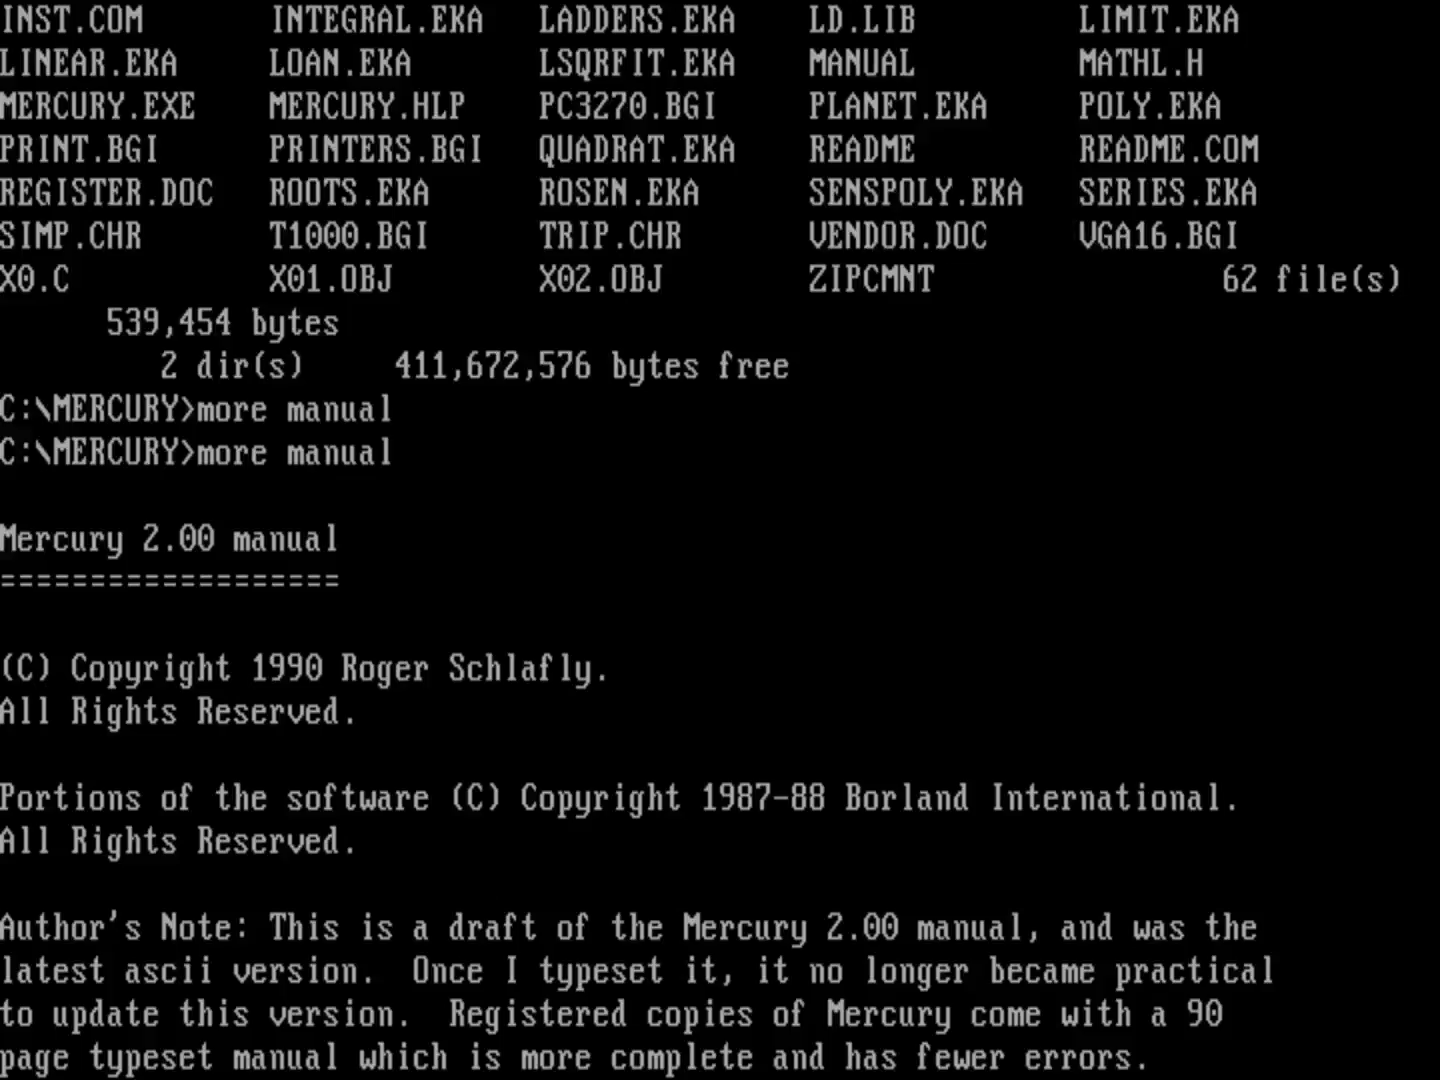 INST.COM INTEGRAL.EKA LADDERS.EKA LD.LIB LIMIT.EKA
LINEAR.EKA LOAN.EKA LSQRFIT.EKA MANUAL MATHL.H
MERCURY.EXE MERCURY.HLP PC3270.BGI PLANET.EKA POLY.EKA
PRINT.BGI PRINTERS.BGI QUADRAT.EKA README README.COM
REGISTER.DOC ROOTS.EKA ROSEN.EKA SENSPOLY.EKA SERIES.EKA
SIMP.CHR T1000.BGI TRIP.CHR VENDOR.DOC VGA16.BGI
X0.C X01.OBJ X02.OBJ ZIPCMNT 62 file(s)
539,454 bytes
2 dir(s) 411,672,576 bytes free
C:\MERCURY>more manual
C:\MERCURY>more manual
Mercury 2.00 manual
===================
(C) Copyright 1990 Roger Schlafly.
All Rights Reserved.
Portions of the software (C) Copyright 1987-88 Borland International.
All Rights Reserved.
Author's Note: This is a draft of the Mercury 2.00 manual, and was the
latest ascii version.  Once I typeset it, it no longer became practical
to update this version.  Registered copies of Mercury come with a 90
page typeset manual which is more complete and has fewer errors.